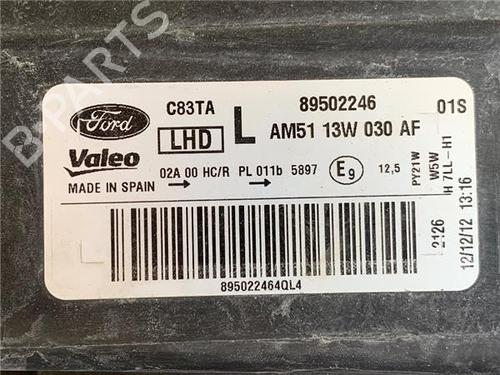 B PARTS
Ford
C83TA
89502246
01S
LHD
L
AM51 13W 030 AF
Valeo
02A 00 HC/R PL 011b 5897
E9
12,5
MADE IN SPAIN
PY21W
W5W
H 7LL-H1
2126
12/12/12 13:16
895022464QL4